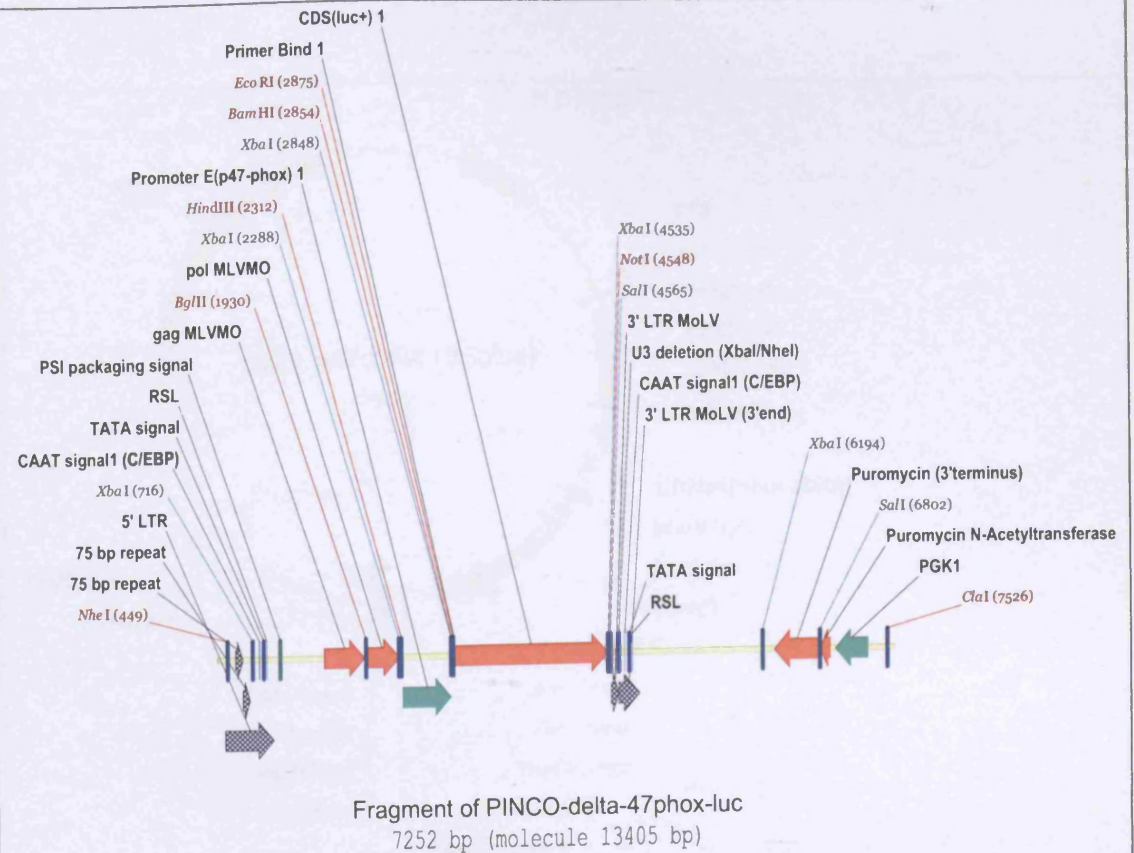 CDS(luc+) 1
Primer Bind 1
EcoRI (2875)
BamHI (2854)
XbaI (2848)
Promoter E(p47-phox) 1
HindIII (2312)
XbaI (2288)
pol MLVMO
BglII (1930)
gag MLVMO
PSI packaging signal
RSL
TATA signal
CAAT signal1 (C/EBP)
XbaI (716)
5' LTR
75 bp repeat
75 bp repeat
NheI (449)
XbaI (4535)
NotI (4548)
SalI (4565)
3' LTR MoLV
U3 deletion (XbaI/NheI)
CAAT signal1 (C/EBP)
3' LTR MoLV (3'end)
TATA signal
RSL
XbaI (6194)
Puromycin (3'terminus)
SalI (6802)
Puromycin N-Acetyltransferase
PGK1
ClaI (7526)
Fragment of PINCO-delta-47phox-luc
7252 bp (molecule 13405 bp)